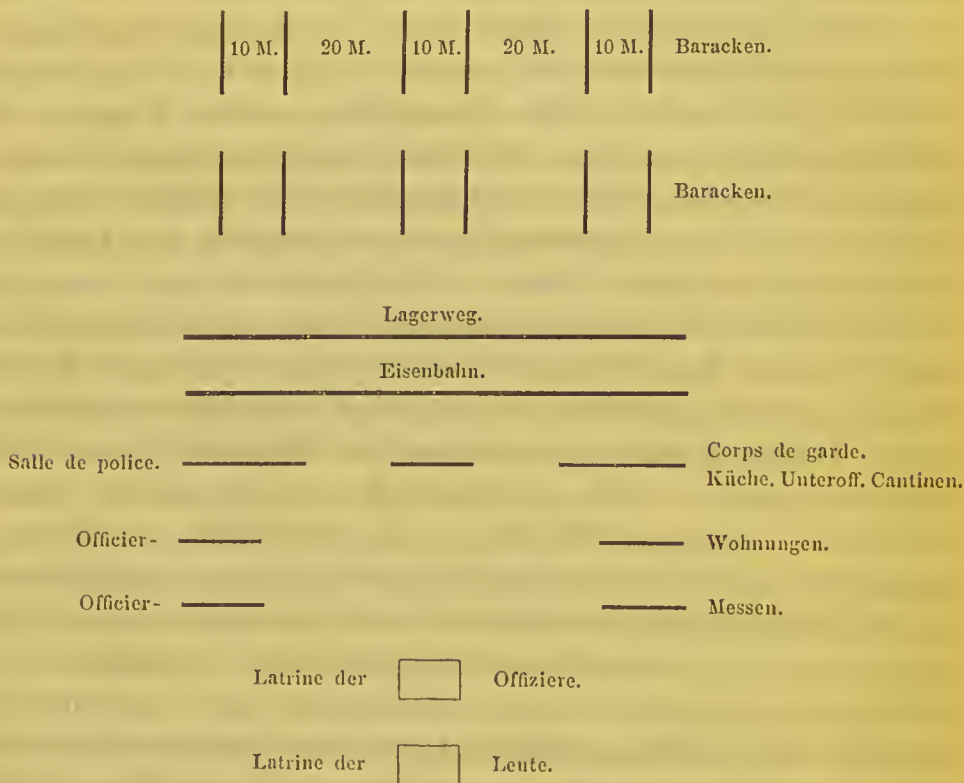 10 M. 20 M. 10 M. 20 M. 10 M. Baracken.
Baracken.
Lagerweg.
Eisenbahn.
Salle de police. Corps de garde.
Küche. Unteroff. Cantinen.
Officier- Wohnungen.
Officier- Messen.
Latrine der Offiziere.
Latrine der Leute.